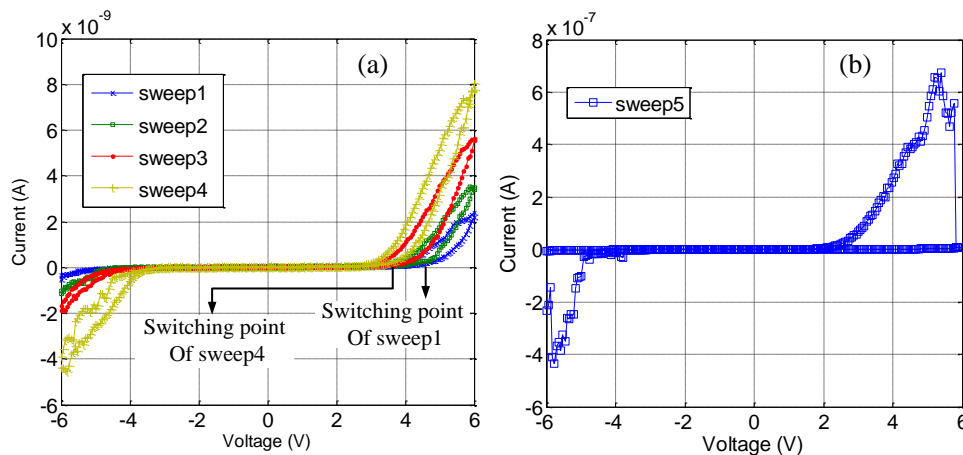 x 10^-9
(a)
sweep1
sweep2
sweep3
sweep4
Current (A)
10
8
6
4
2
0
-2
-4
-6
Switching point
Of sweep4
Switching point
Of sweep1
-6 -4 -2 0 2 4 6
Voltage (V)
x 10^-7
(b)
sweep5
Current (A)
8
6
4
2
0
-2
-4
-6
-6 -4 -2 0 2 4 6
Voltage (V)